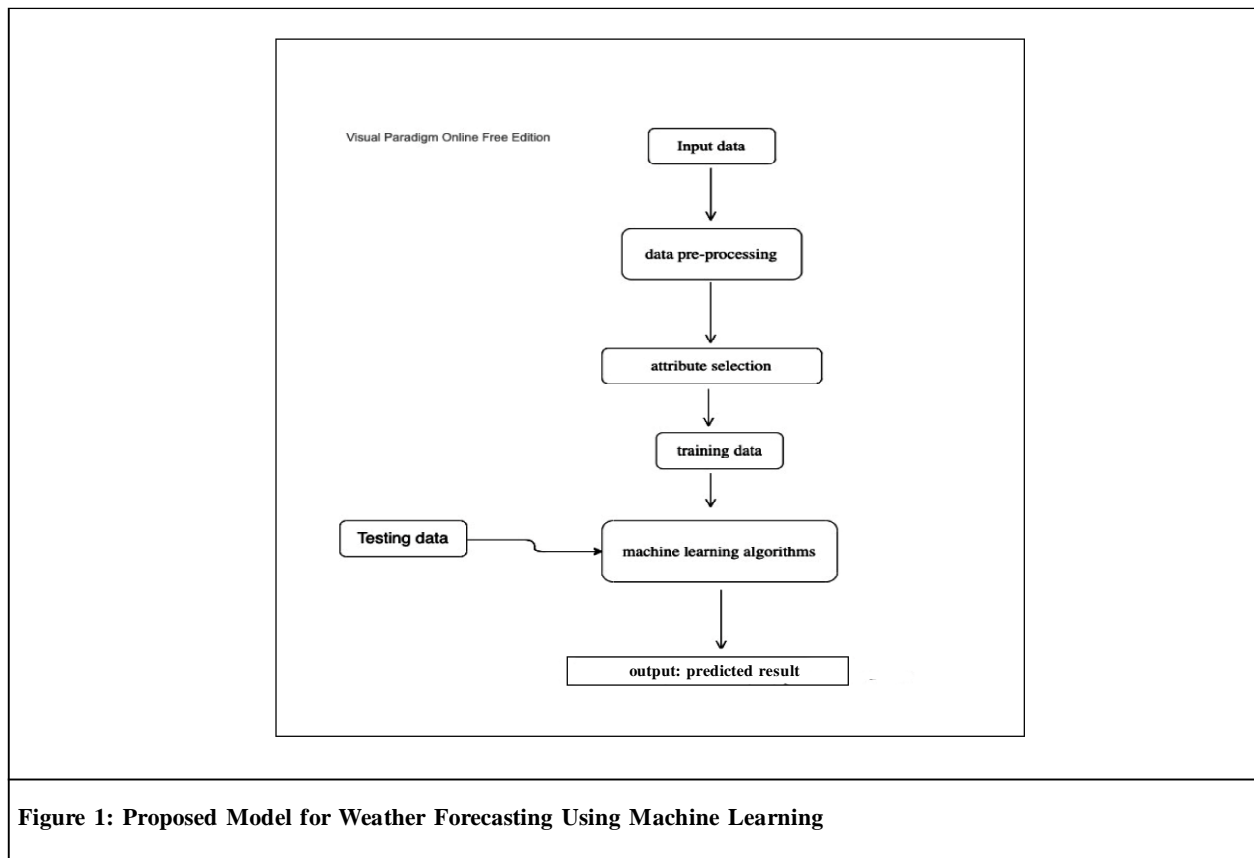 Visual Paradigm Online Free Edition
Input data
data pre-processing
attribute selection
training data
Testing data
machine learning algorithms
output: predicted result
Figure 1: Proposed Model for Weather Forecasting Using Machine Learning